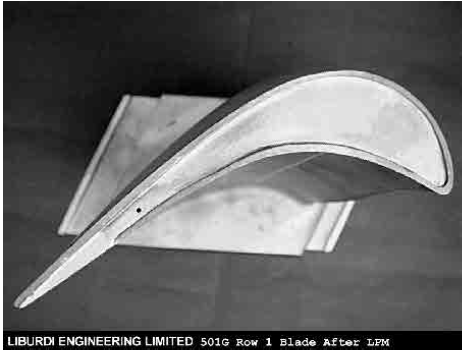 LIBURDI ENGINEERING LIMITED 501G Row 1 Blade After LPM